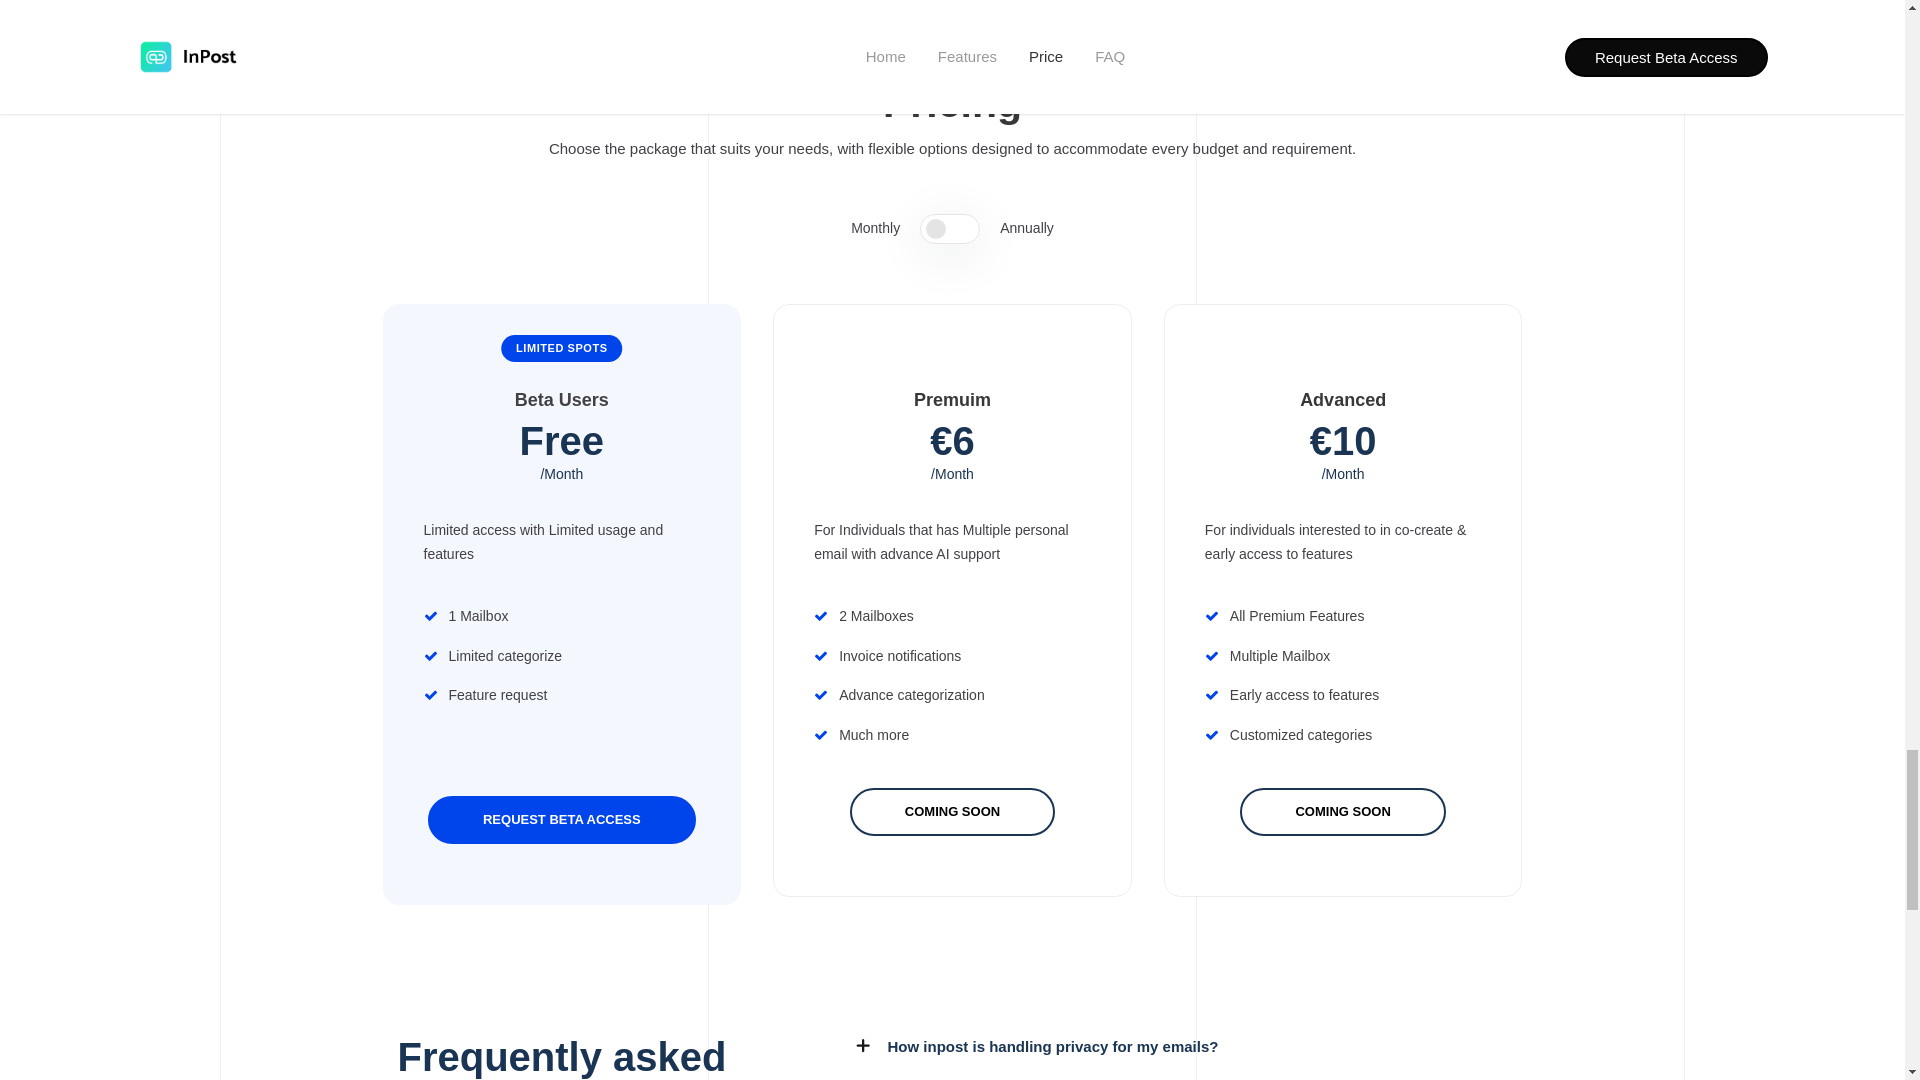 InPost
Home
Features
Price
FAQ
Request Beta Access
Pricing
Choose the package that suits your needs, with flexible options designed to accommodate every budget and requirement.
Monthly
Annually
LIMITED SPOTS
Beta Users
Free
/Month
Limited access with Limited usage and
features
1 Mailbox
Limited categorize
Feature request
REQUEST BETA ACCESS
Premuim
€6
/Month
For Individuals that has Multiple personal
email with advance AI support
2 Mailboxes
Invoice notifications
Advance categorization
Much more
COMING SOON
Advanced
€10
/Month
For individuals interested to in co-create &
early access to features
All Premium Features
Multiple Mailbox
Early access to features
Customized categories
COMING SOON
Frequently asked
How inpost is handling privacy for my emails?